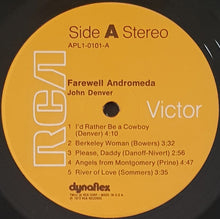 Side A Stereo
APL1-0101-A
Farewell Andromeda
John Denver
RCA
Victor
1- I'd Rather Be a Cowboy
(Denver) 4:10
2- Berkeley Woman (Bowers) 3:32
3- Please, Daddy (Danoff-Nivert) 2:56
4- Angels from Montgomery (Prine) 4:00
5- River of Love (Sommers) 3:35
dynaflex